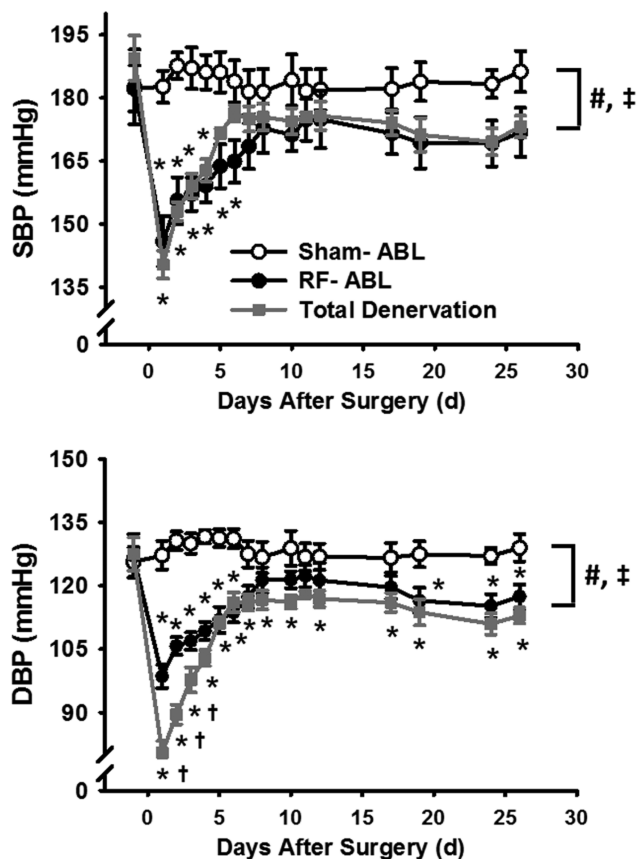 195
180
165
150
135
0
SBP (mmHg)
* * * *
* * * * * *
*
Sham- ABL
RF- ABL
Total Denervation
#, ‡
0 5 10 15 20 25 30
Days After Surgery (d)
150
135
120
105
90
0
DBP (mmHg)
* * * * * *
* * *
* * * * * * * * *
* †
* †
* †
* †
#, ‡
0 5 10 15 20 25 30
Days After Surgery (d)